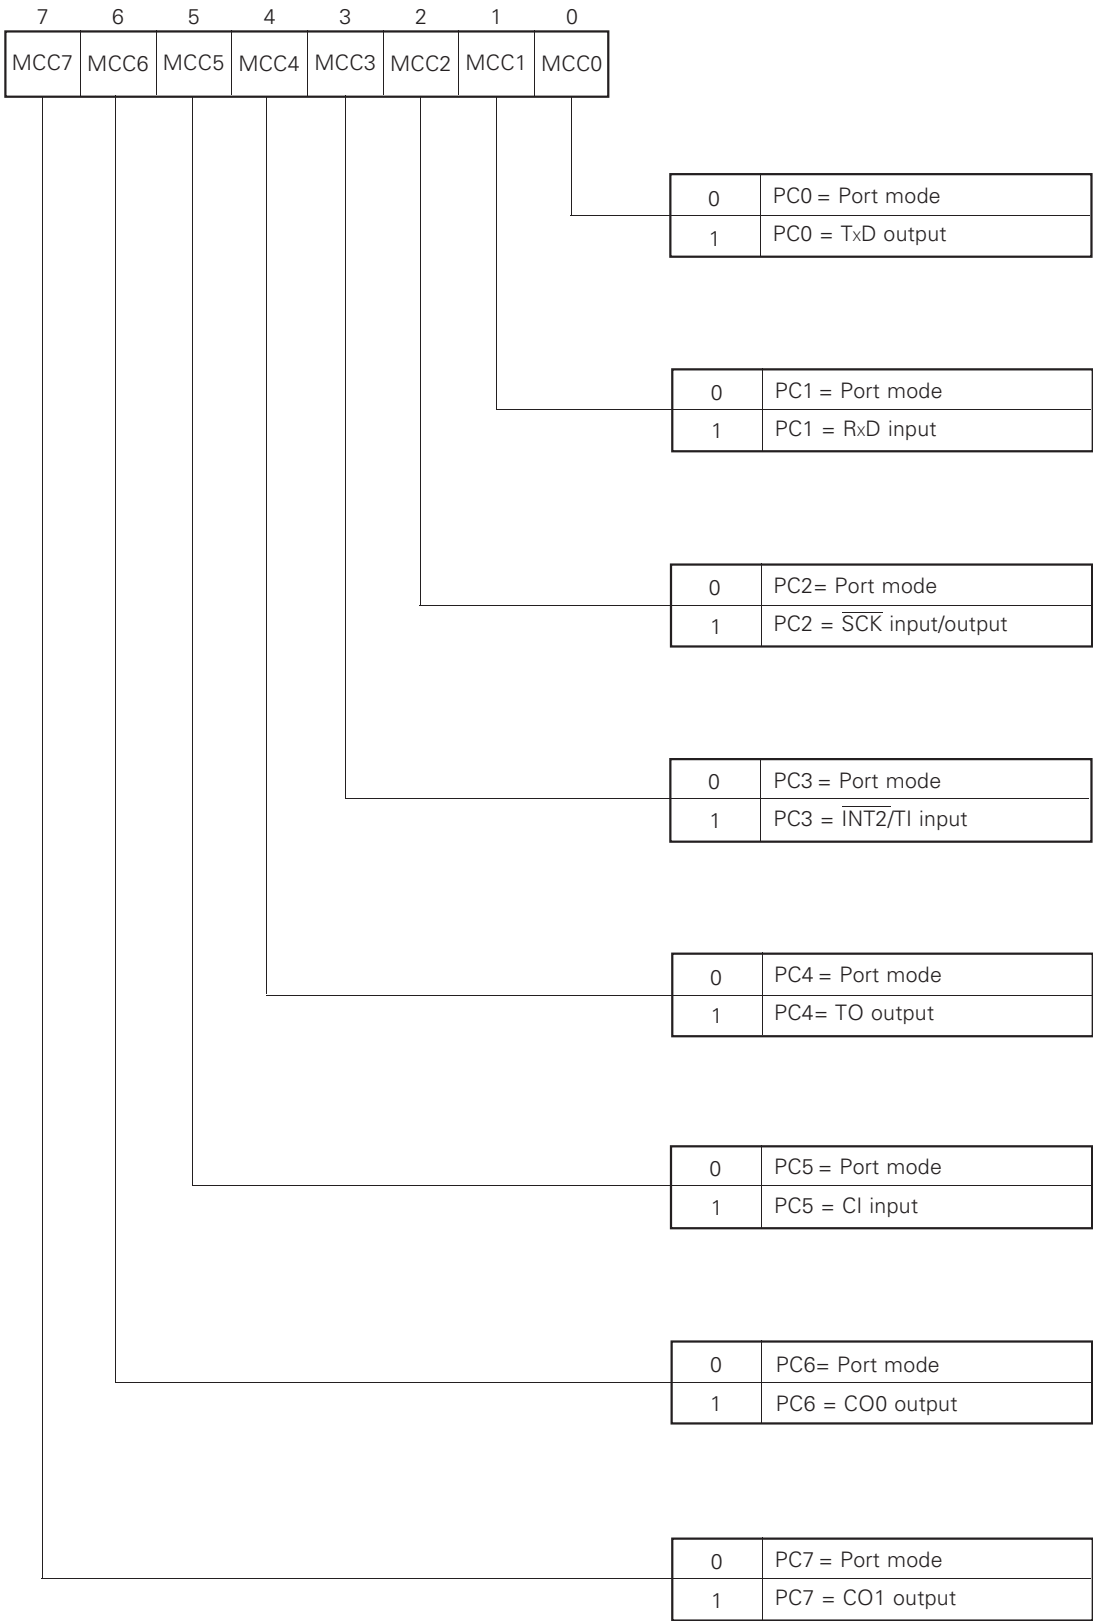 7 6 5 4 3 2 1 0
MCC7 MCC6 MCC5 MCC4 MCC3 MCC2 MCC1 MCC0
0 PC0 = Port mode
1 PC0 = TxD output
0 PC1 = Port mode
1 PC1 = RxD input
0 PC2= Port mode
1 PC2 = S̅C̅K̅ input/output
0 PC3 = Port mode
1 PC3 = I̅N̅T̅2̅/TI input
0 PC4 = Port mode
1 PC4= TO output
0 PC5 = Port mode
1 PC5 = CI input
0 PC6= Port mode
1 PC6 = CO0 output
0 PC7 = Port mode
1 PC7 = CO1 output